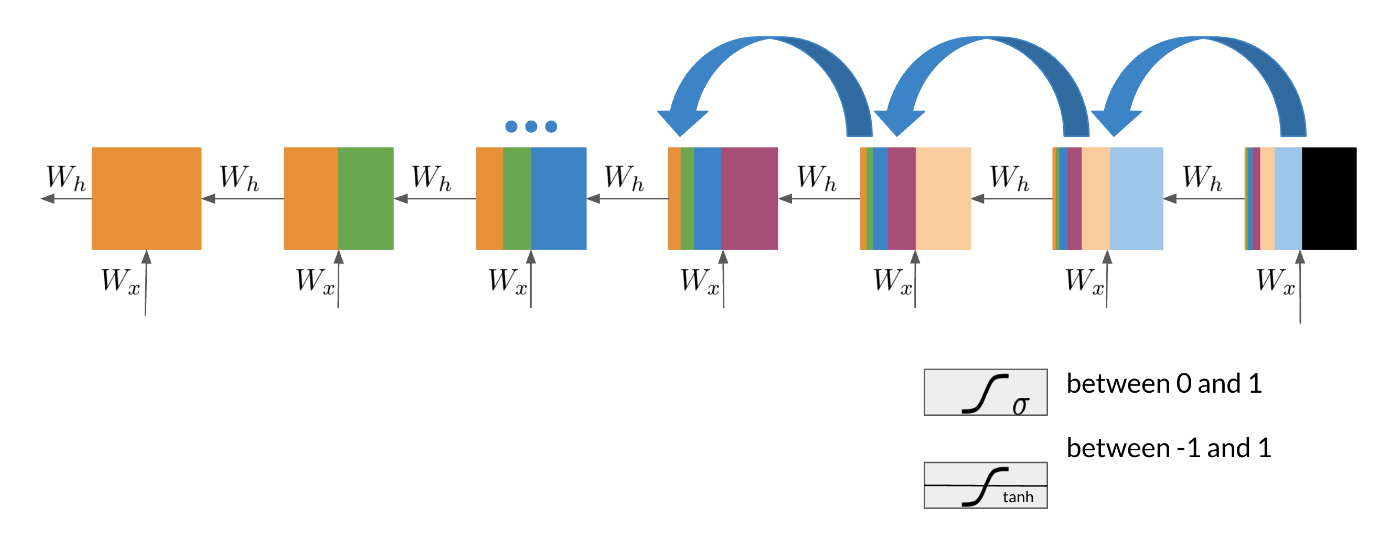 W_h W_h W_h W_h W_h W_h W_h
W_x W_x W_x W_x W_x W_x W_x
σ between 0 and 1
between -1 and 1
tanh